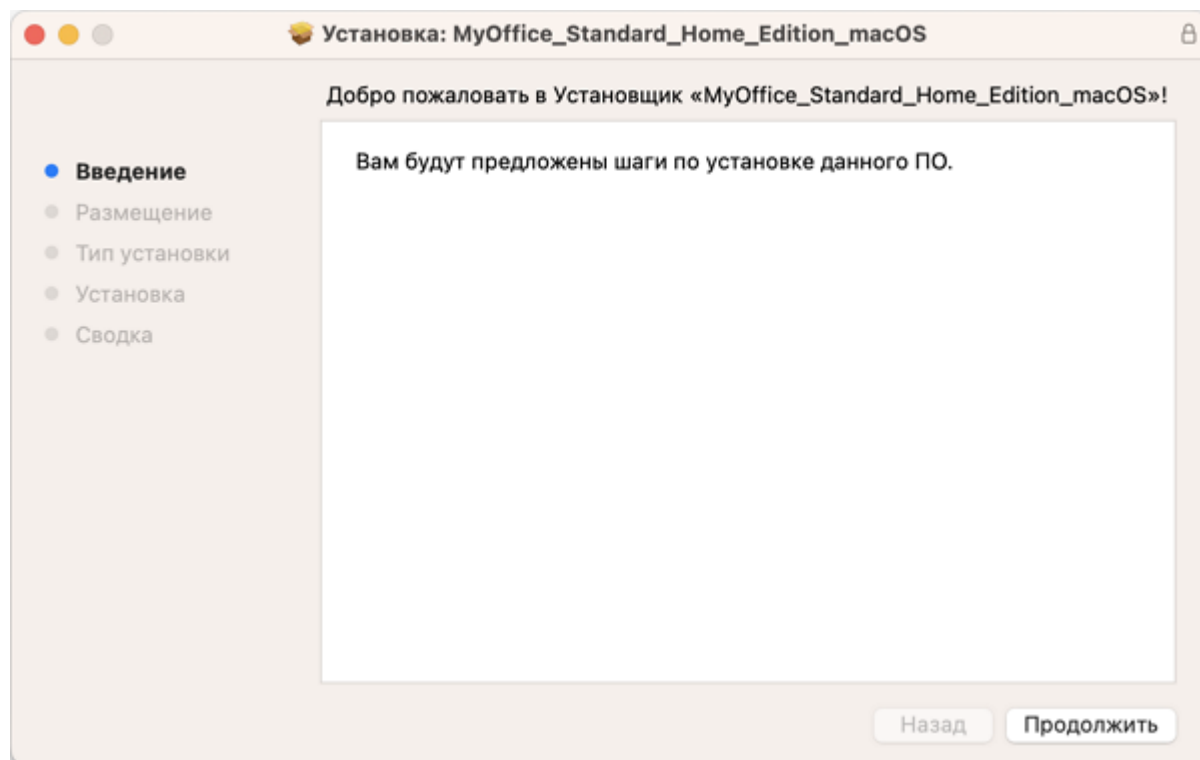 Установка: MyOffice_Standard_Home_Edition_macOS
Добро пожаловать в Установщик «MyOffice_Standard_Home_Edition_macOS»!
Введение
Размещение
Тип установки
Установка
Сводка
Вам будут предложены шаги по установке данного ПО.
Назад
Продолжить